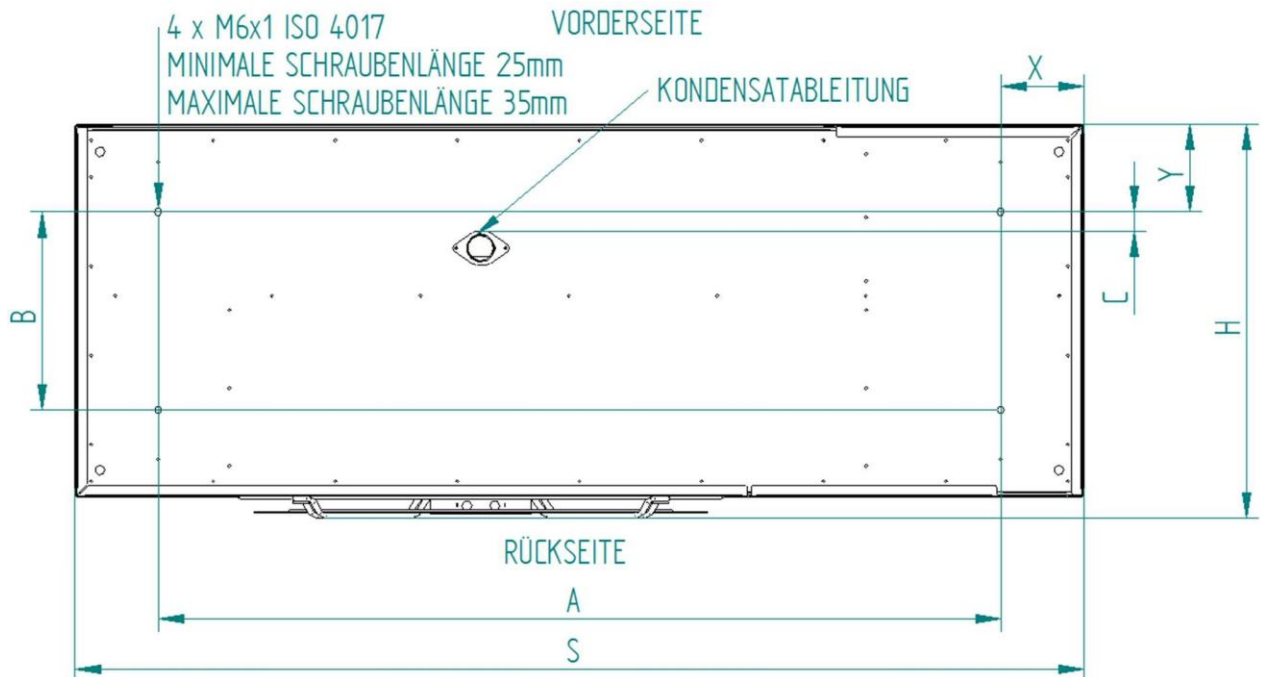 4 x M6x1 ISO 4017
MINIMALE SCHRAUBENLÄNGE 25mm
MAXIMALE SCHRAUBENLÄNGE 35mm
VORDERSEITE
KONDENSATABLEITUNG
X
Y
C
H
B
RÜCKSEITE
A
S